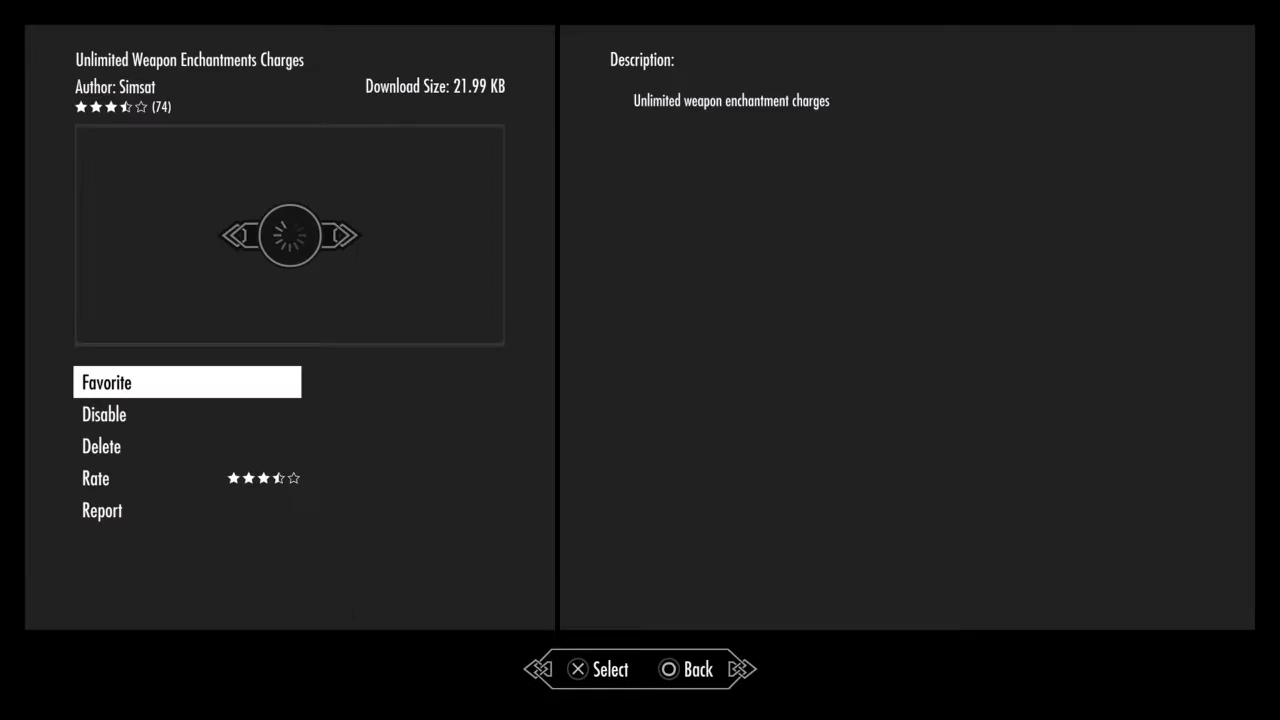 Unlimited Weapon Enchantments Charges
Author: Simsat
Download Size: 21.99 KB
(74)
Favorite
Disable
Delete
Rate
Report
Description:
Unlimited weapon enchantment charges
Select
Back